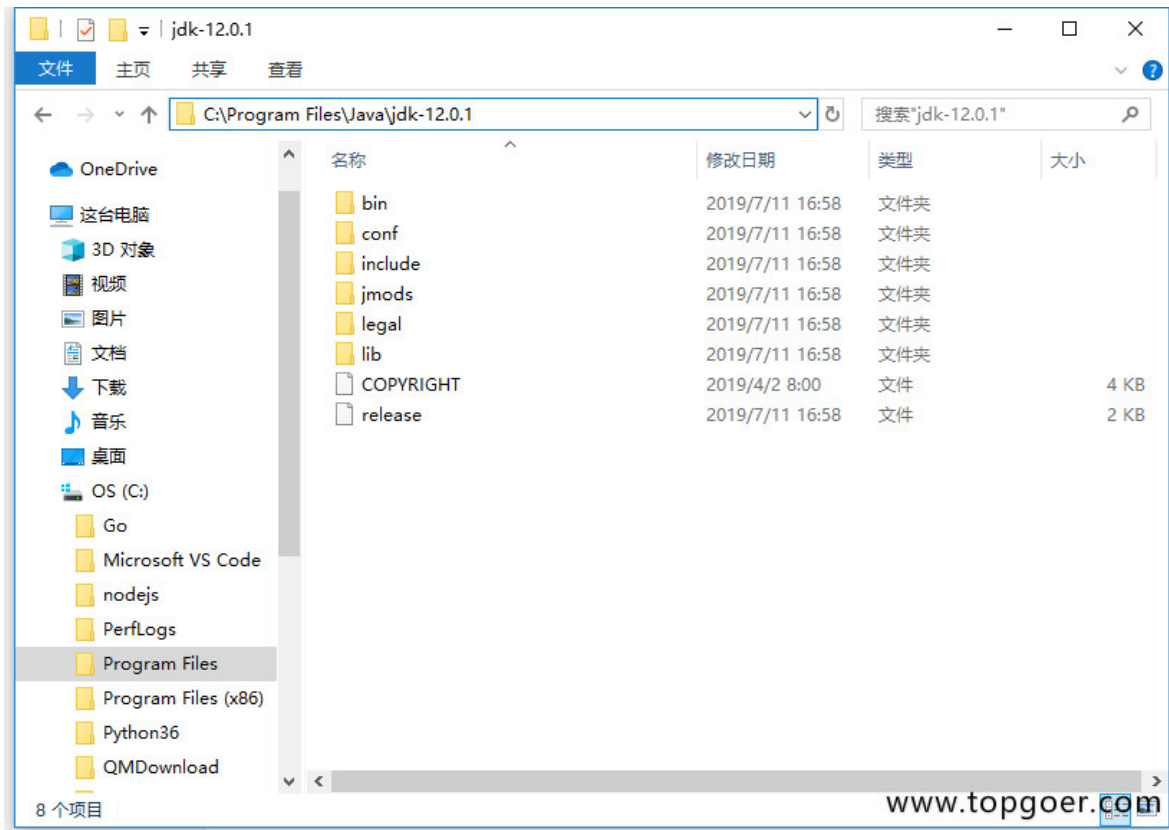 jdk-12.0.1
文件 主页 共享 查看
C:\Program Files\Java\jdk-12.0.1 搜索"jdk-12.0.1"
OneDrive
这台电脑
3D 对象
视频
图片
文档
下载
音乐
桌面
OS (C:)
Go
Microsoft VS Code
nodejs
PerfLogs
Program Files
Program Files (x86)
Python36
QMDownload
名称 修改日期 类型 大小
bin 2019/7/11 16:58 文件夹
conf 2019/7/11 16:58 文件夹
include 2019/7/11 16:58 文件夹
jmods 2019/7/11 16:58 文件夹
legal 2019/7/11 16:58 文件夹
lib 2019/7/11 16:58 文件夹
COPYRIGHT 2019/4/2 8:00 文件 4 KB
release 2019/7/11 16:58 文件 2 KB
8 个项目
www.topgoer.com